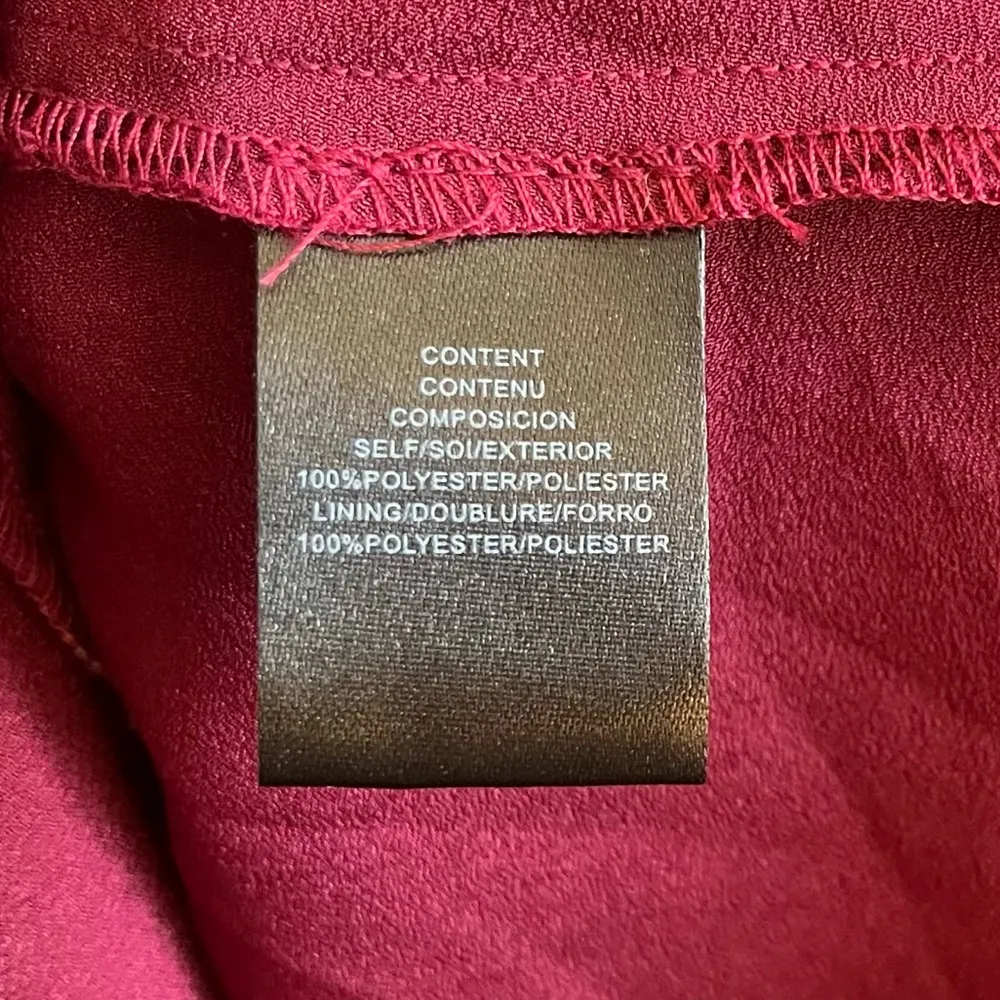 CONTENT
CONTENU
COMPOSICION
SELF/SOI/EXTERIOR
100%POLYESTER/POLIESTER
LINING/DOUBLURE/FORRO
100%POLYESTER/POLIESTER